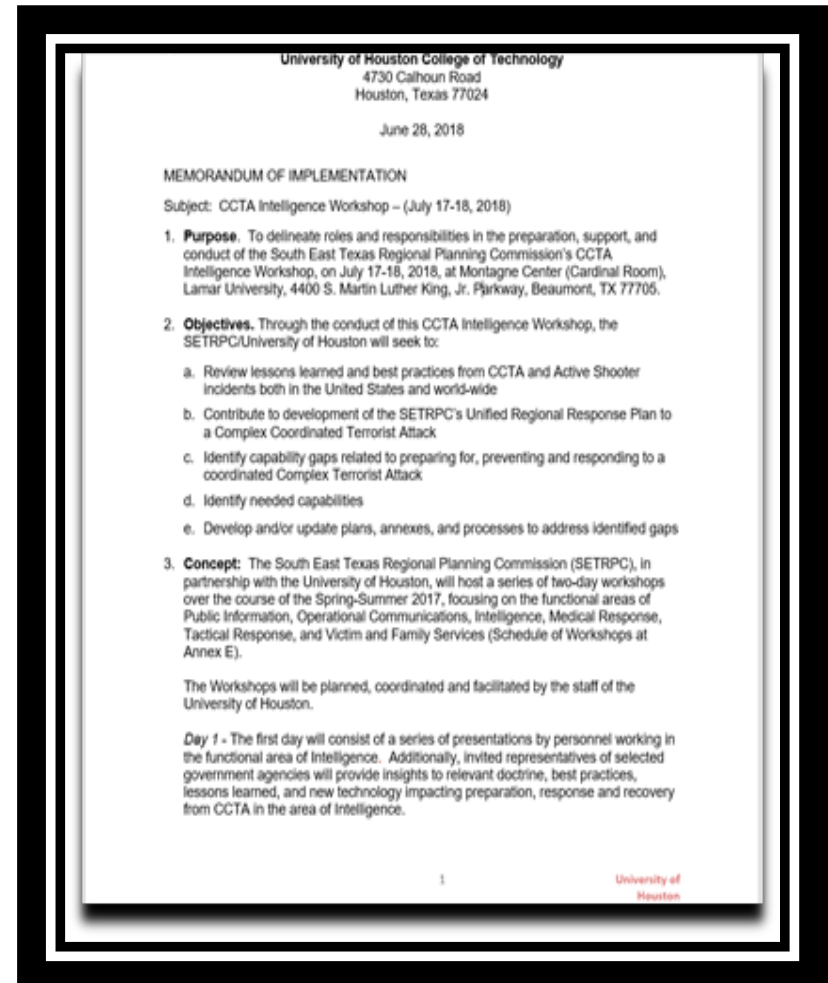 University of Houston College of Technology
4730 Calhoun Road
Houston, Texas 77024
June 28, 2018
MEMORANDUM OF IMPLEMENTATION
Subject: CCTA Intelligence Workshop – (July 17-18, 2018)
1. Purpose. To delineate roles and responsibilities in the preparation, support, and
conduct of the South East Texas Regional Planning Commission's CCTA
Intelligence Workshop, on July 17-18, 2018, at Montagne Center (Cardinal Room),
Lamar University, 4400 S. Martin Luther King, Jr. Parkway, Beaumont, TX 77705.
2. Objectives. Through the conduct of this CCTA Intelligence Workshop, the
SETRPC/University of Houston will seek to:
a. Review lessons learned and best practices from CCTA and Active Shooter
incidents both in the United States and world-wide
b. Contribute to development of the SETRPC's Unified Regional Response Plan to
a Complex Coordinated Terrorist Attack
c. Identify capability gaps related to preparing for, preventing and responding to a
coordinated Complex Terrorist Attack
d. Identify needed capabilities
e. Develop and/or update plans, annexes, and processes to address identified gaps
3. Concept: The South East Texas Regional Planning Commission (SETRPC), in
partnership with the University of Houston, will host a series of two-day workshops
over the course of the Spring-Summer 2017, focusing on the functional areas of
Public Information, Operational Communications, Intelligence, Medical Response,
Tactical Response, and Victim and Family Services (Schedule of Workshops at
Annex E).
The Workshops will be planned, coordinated and facilitated by the staff of the
University of Houston.
Day 1 - The first day will consist of a series of presentations by personnel working in
the functional area of Intelligence. Additionally, invited representatives of selected
government agencies will provide insights to relevant doctrine, best practices,
lessons learned, and new technology impacting preparation, response and recovery
from CCTA in the area of Intelligence.
1
University of
Houston